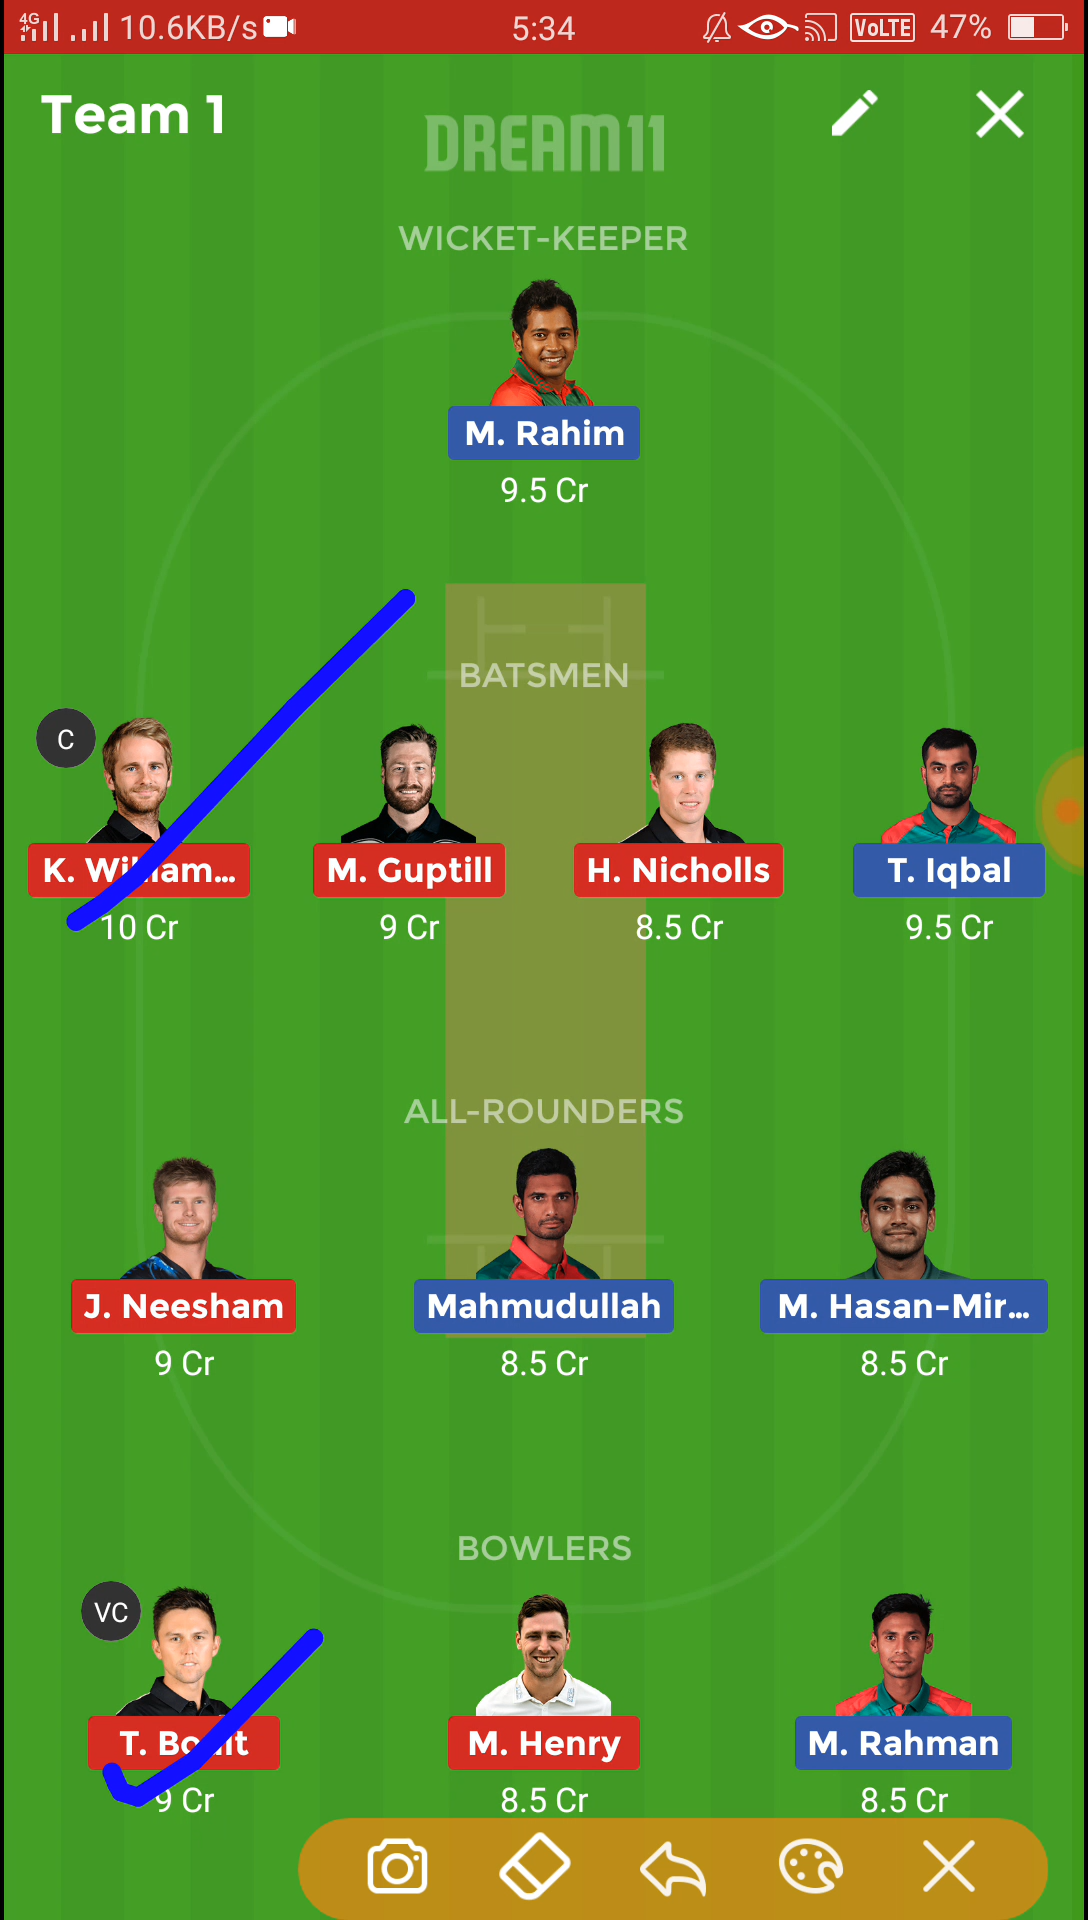 4G 10.6KB/s 5:34 VoLTE 47%
Team 1
DREAM11
WICKET-KEEPER
M. Rahim
9.5 Cr
BATSMEN
C
K. William... M. Guptill H. Nicholls T. Iqbal
10 Cr 9 Cr 8.5 Cr 9.5 Cr
ALL-ROUNDERS
J. Neesham Mahmudullah M. Hasan-Mir...
9 Cr 8.5 Cr 8.5 Cr
BOWLERS
VC
T. Boult M. Henry M. Rahman
9 Cr 8.5 Cr 8.5 Cr